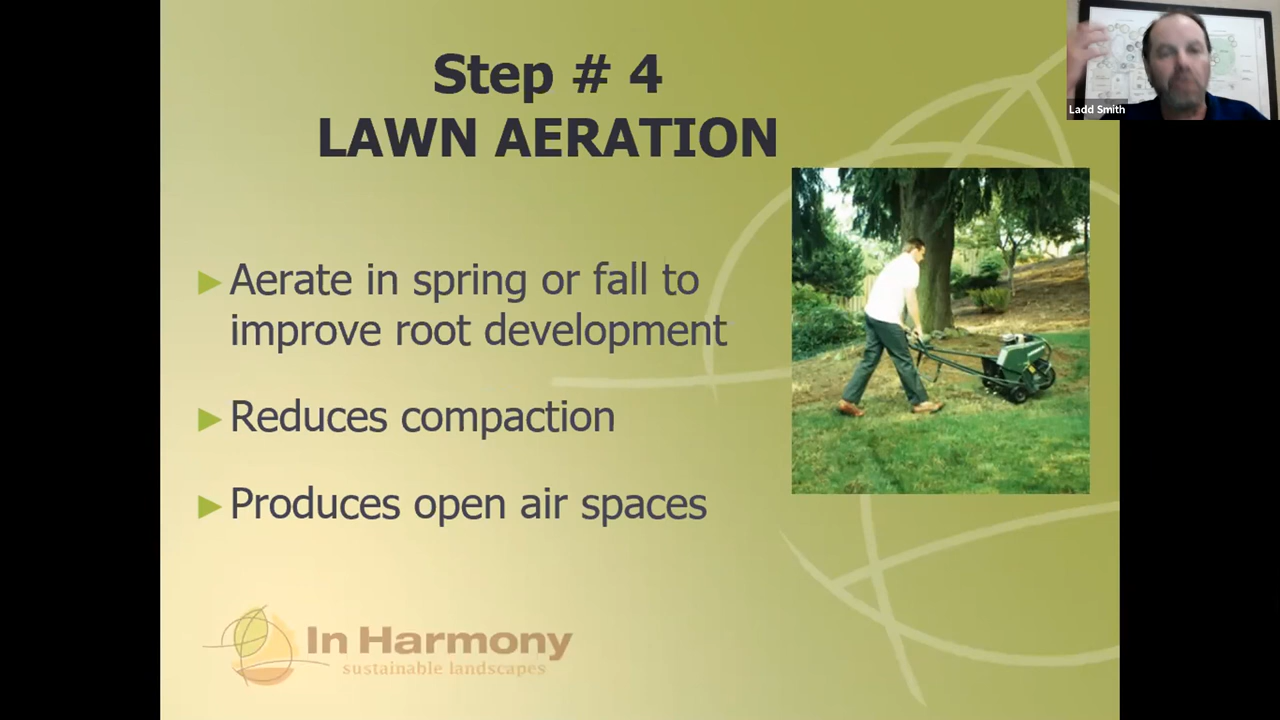 Step # 4
LAWN AERATION
Ladd Smith
► Aerate in spring or fall to
improve root development
► Reduces compaction
► Produces open air spaces
In Harmony
sustainable landscapes